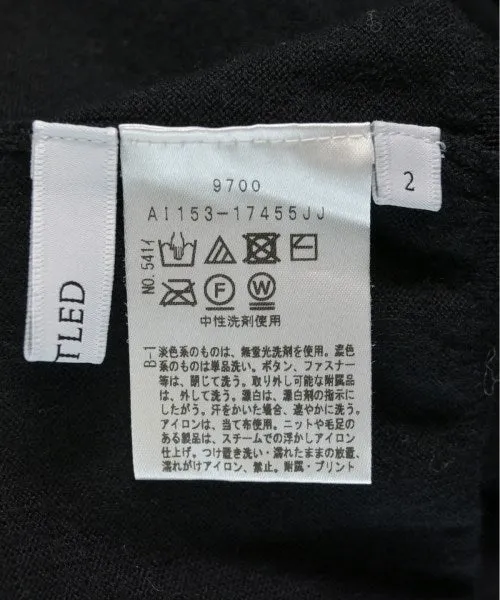 9700
AI153-17455JJ
NO.5411
F
W
中性洗剤使用
B-1
淡色系のものは、無蛍光洗剤を使用。濃色
系のものは単品洗い。ボタン、ファスナー
等は、閉じて洗う。取り外し可能な附属品
は、外して洗う。漂白は、漂白剤の指示に
したがう。汗をかいた場合、速やかに洗う。
アイロンは、当て布使用。ニットや毛足の
ある製品は、スチームでの浮かしアイロン
仕上げ。つけ置き洗い・濡れたままの放置、
濡れがけアイロン、禁止。附属・プリント
2
TLED